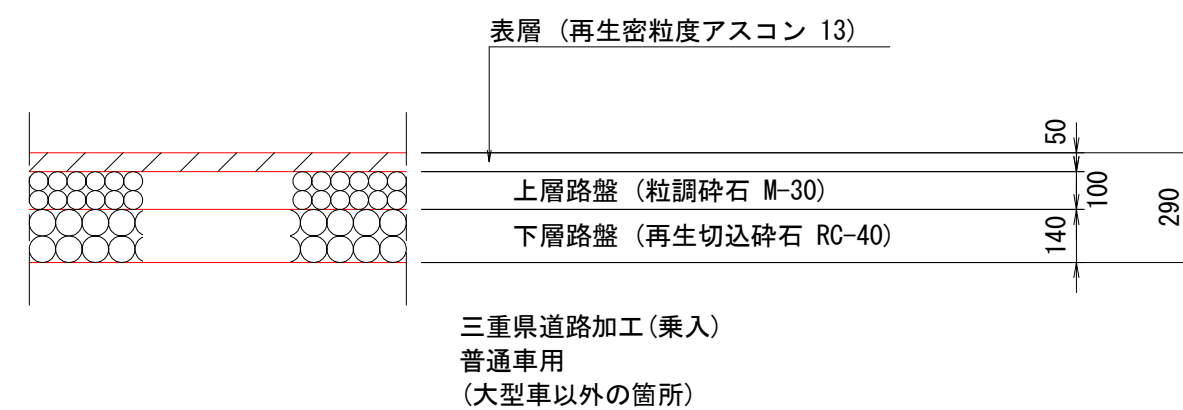 表層 (再生密粒度アスコン 13)
50
上層路盤 (粒調砕石 M-30)
100
290
下層路盤 (再生切込砕石 RC-40)
140
三重県道路加工(乗入)
普通車用
(大型車以外の箇所)